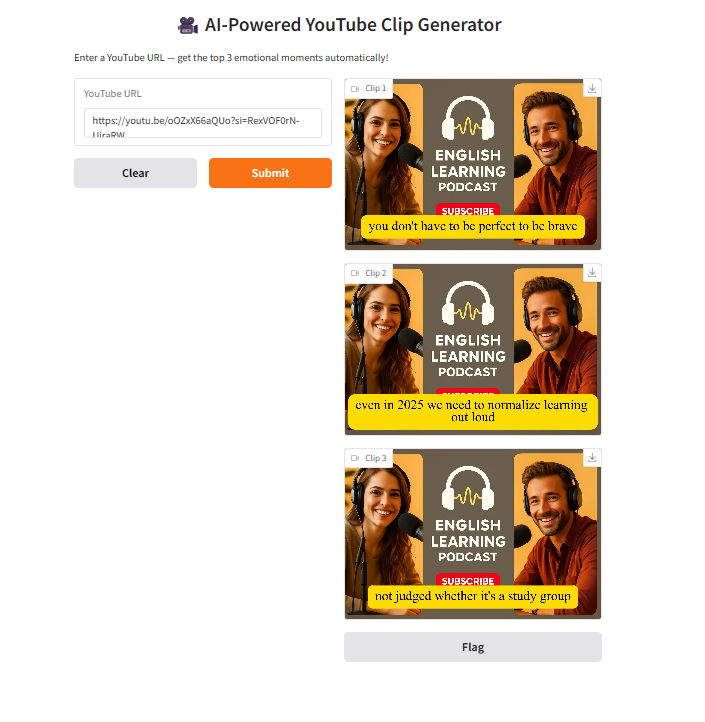 🎥 AI-Powered YouTube Clip Generator
Enter a YouTube URL — get the top 3 emotional moments automatically!
YouTube URL
https://youtu.be/oOZxX66aQUo?si=RexVOF0rN-
Clear
Submit
Clip 1
ENGLISH
LEARNING
PODCAST
SUBSCRIBE
you don't have to be perfect to be brave
Clip 2
ENGLISH
LEARNING
PODCAST
even in 2025 we need to normalize learning
out loud
Clip 3
ENGLISH
LEARNING
PODCAST
SUBSCRIBE
not judged whether it's a study group
Flag